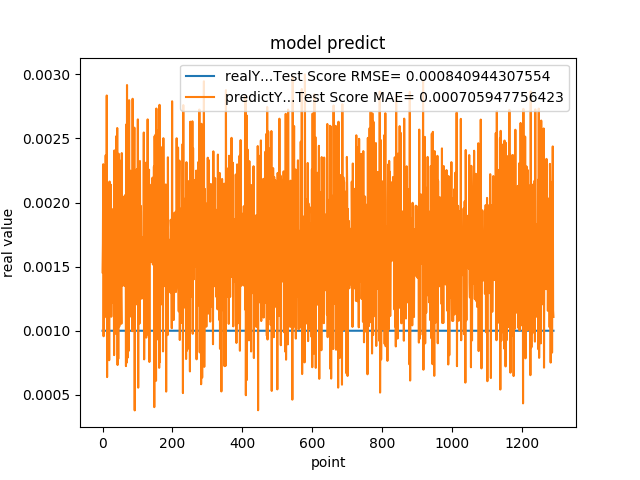 model predict
realY...Test Score RMSE= 0.000840944307554
predictY...Test Score MAE= 0.000705947756423
0.0030
0.0025
0.0020
0.0015
0.0010
0.0005
real value
0 200 400 600 800 1000 1200
point